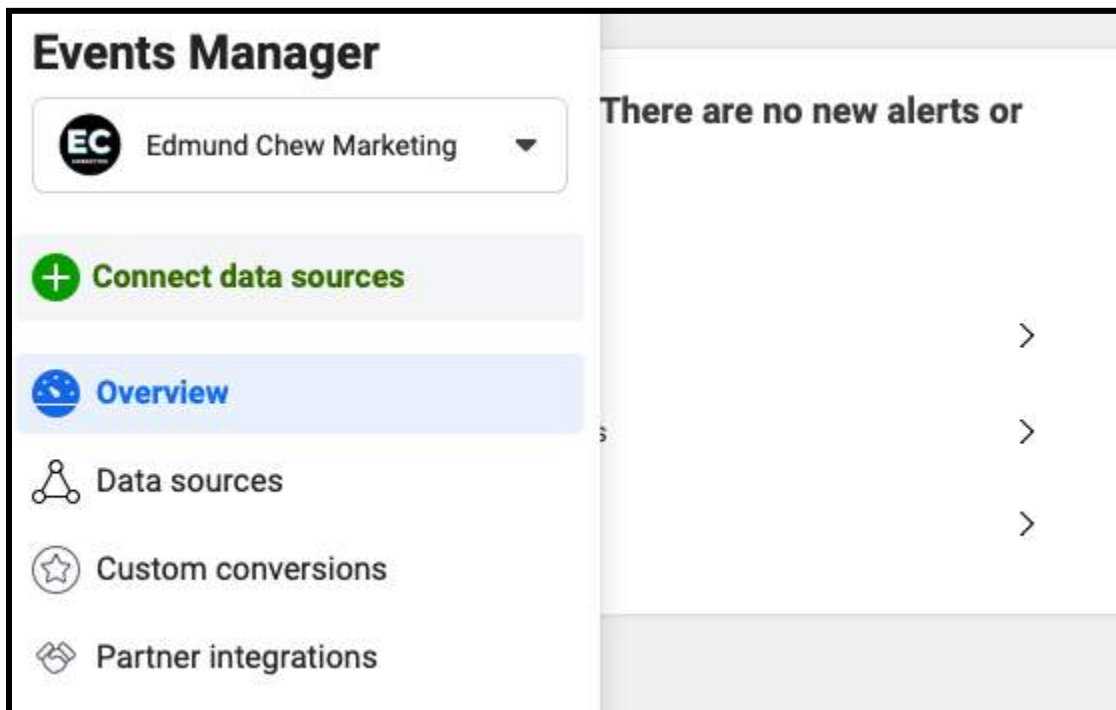 Events Manager
There are no new alerts or
EC
Edmund Chew Marketing
Connect data sources
Overview
s
Data sources
Custom conversions
Partner integrations